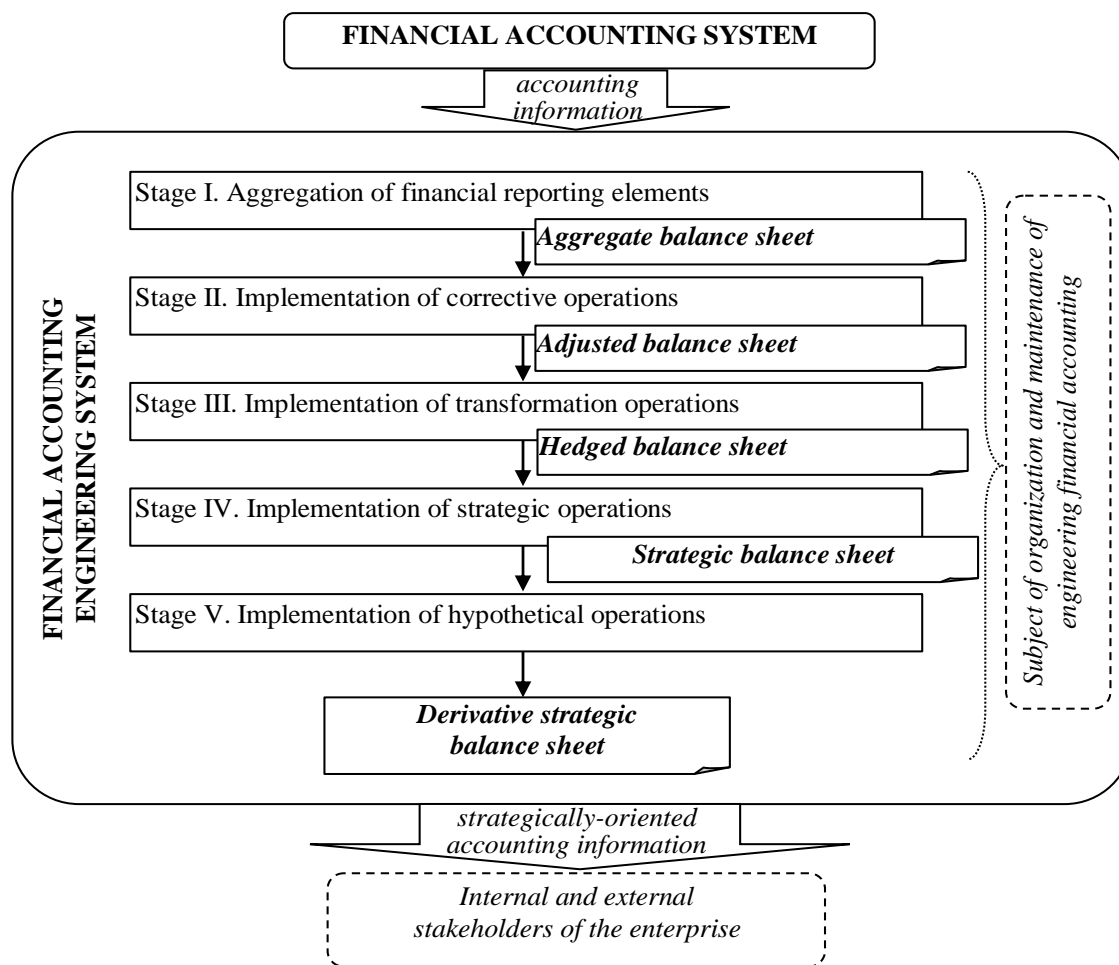 FINANCIAL ACCOUNTING SYSTEM
accounting
information
FINANCIAL ACCOUNTING
ENGINEERING SYSTEM
Stage I. Aggregation of financial reporting elements
Aggregate balance sheet
Stage II. Implementation of corrective operations
Adjusted balance sheet
Stage III. Implementation of transformation operations
Hedged balance sheet
Stage IV. Implementation of strategic operations
Strategic balance sheet
Stage V. Implementation of hypothetical operations
Derivative strategic
balance sheet
Subject of organization and maintenance of
engineering financial accounting
strategically-oriented
accounting information
Internal and external
stakeholders of the enterprise